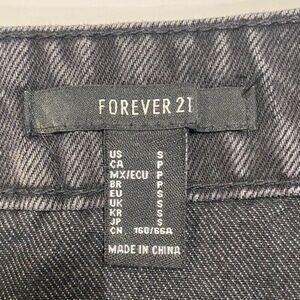 FOREVER 21
US S
CA P
MX/ECU P
BR P
EU S
UK S
KR S
JP S
CN 160/66A
MADE IN CHINA